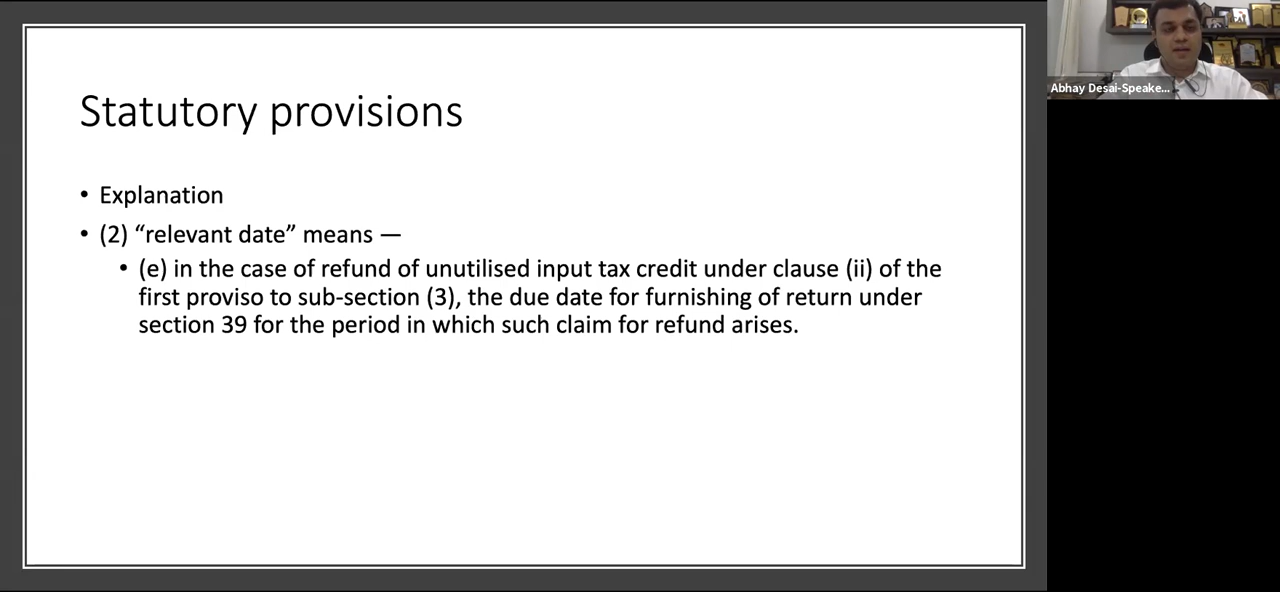 Statutory provisions
• Explanation
• (2) “relevant date” means —
• (e) in the case of refund of unutilised input tax credit under clause (ii) of the
first proviso to sub-section (3), the due date for furnishing of return under
section 39 for the period in which such claim for refund arises.
Abhay Desai-Speake...